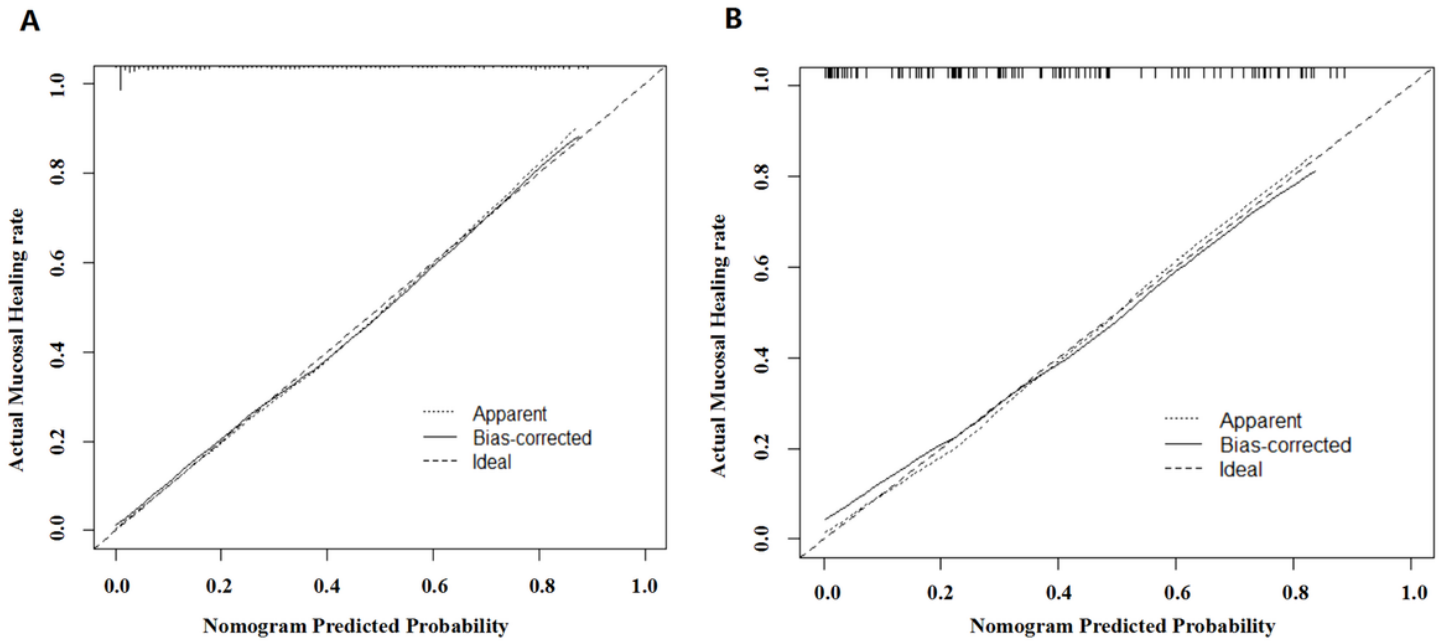 A
1.0
0.8
0.6
0.4
0.2
0.0
Actual Mucosal Healing rate
Apparent
Bias-corrected
Ideal
0.0 0.2 0.4 0.6 0.8 1.0
Nomogram Predicted Probability
B
1.0
0.8
0.6
0.4
0.2
0.0
Actual Mucosal Healing rate
Apparent
Bias-corrected
Ideal
0.0 0.2 0.4 0.6 0.8 1.0
Nomogram Predicted Probability